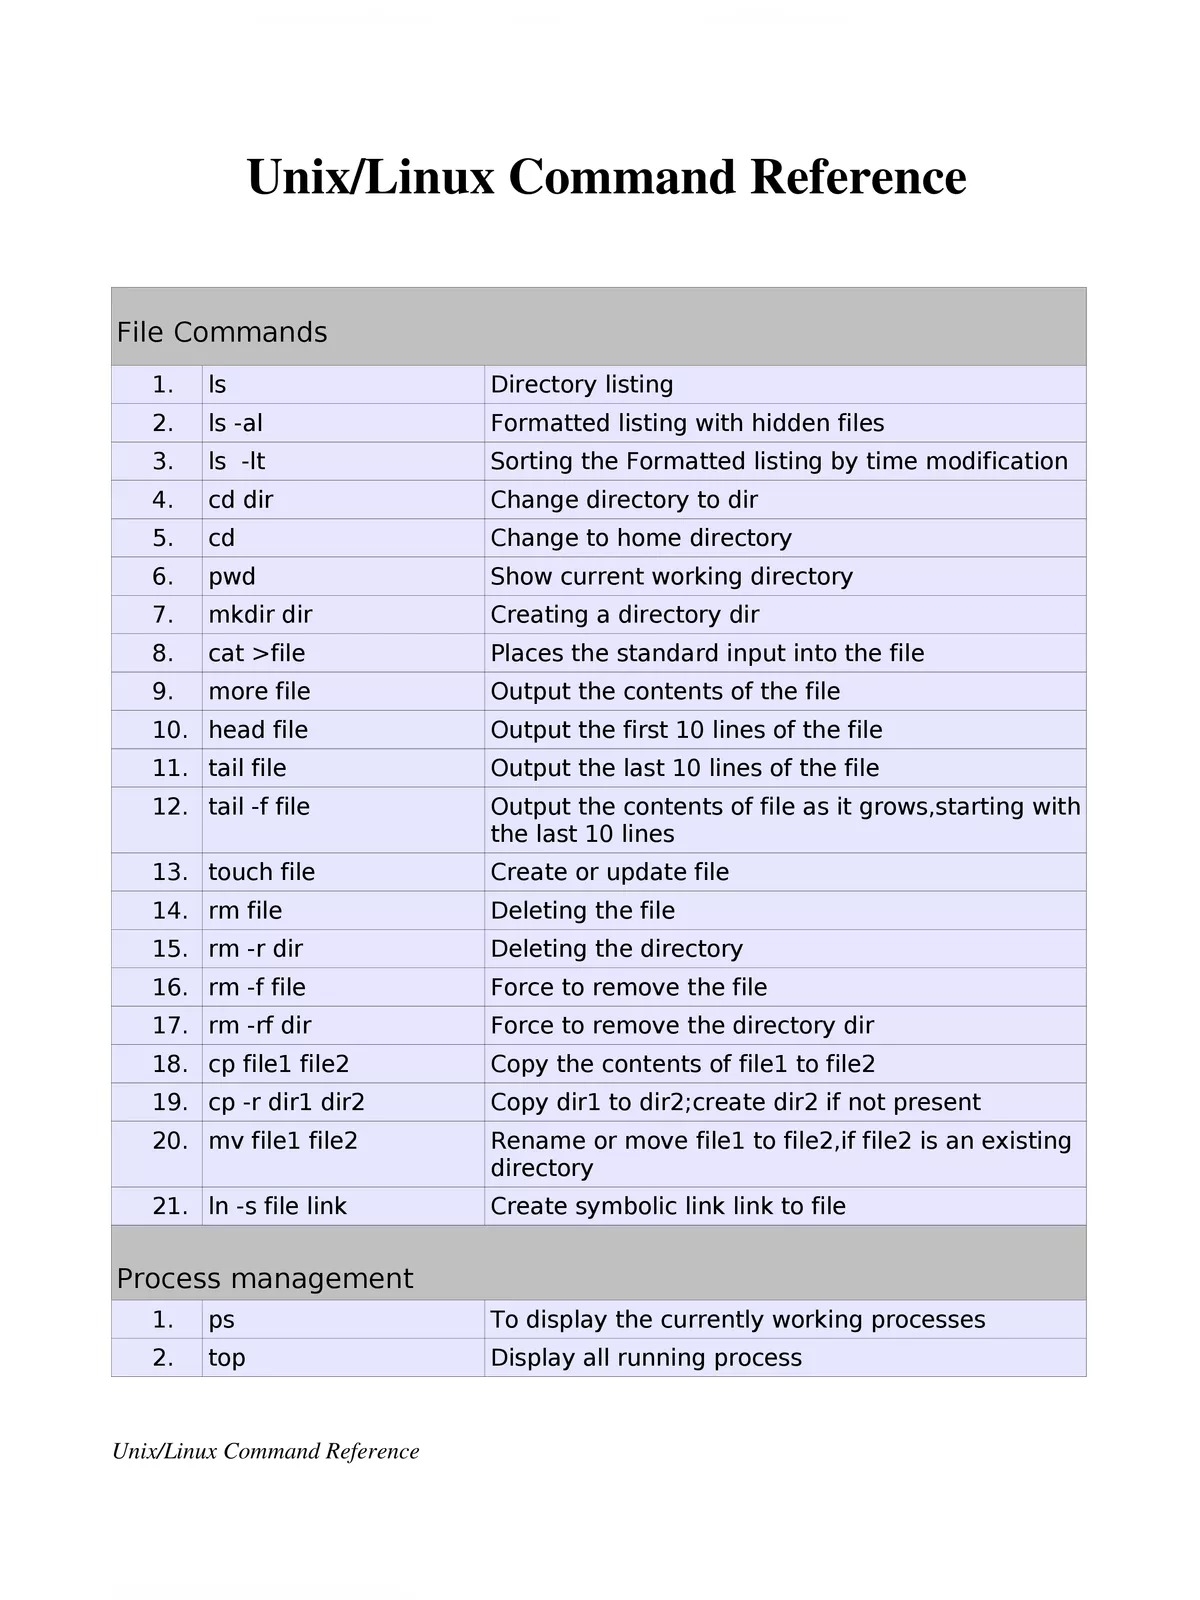 Unix/Linux Command Reference
File Commands
1. ls Directory listing
2. ls -al Formatted listing with hidden files
3. ls  -lt Sorting the Formatted listing by time modification
4. cd dir Change directory to dir
5. cd Change to home directory
6. pwd Show current working directory
7. mkdir dir Creating a directory dir
8. cat >file Places the standard input into the file
9. more file Output the contents of the file
10. head file Output the first 10 lines of the file
11. tail file Output the last 10 lines of the file
12. tail -f file Output the contents of file as it grows,starting with
the last 10 lines
13. touch file Create or update file
14. rm file Deleting the file
15. rm -r dir Deleting the directory
16. rm -f file Force to remove the file
17. rm -rf dir Force to remove the directory dir
18. cp file1 file2 Copy the contents of file1 to file2
19. cp -r dir1 dir2 Copy dir1 to dir2;create dir2 if not present
20. mv file1 file2 Rename or move file1 to file2,if file2 is an existing
directory
21. ln -s file link Create symbolic link link to file
Process management
1. ps To display the currently working processes
2. top Display all running process
Unix/Linux Command Reference